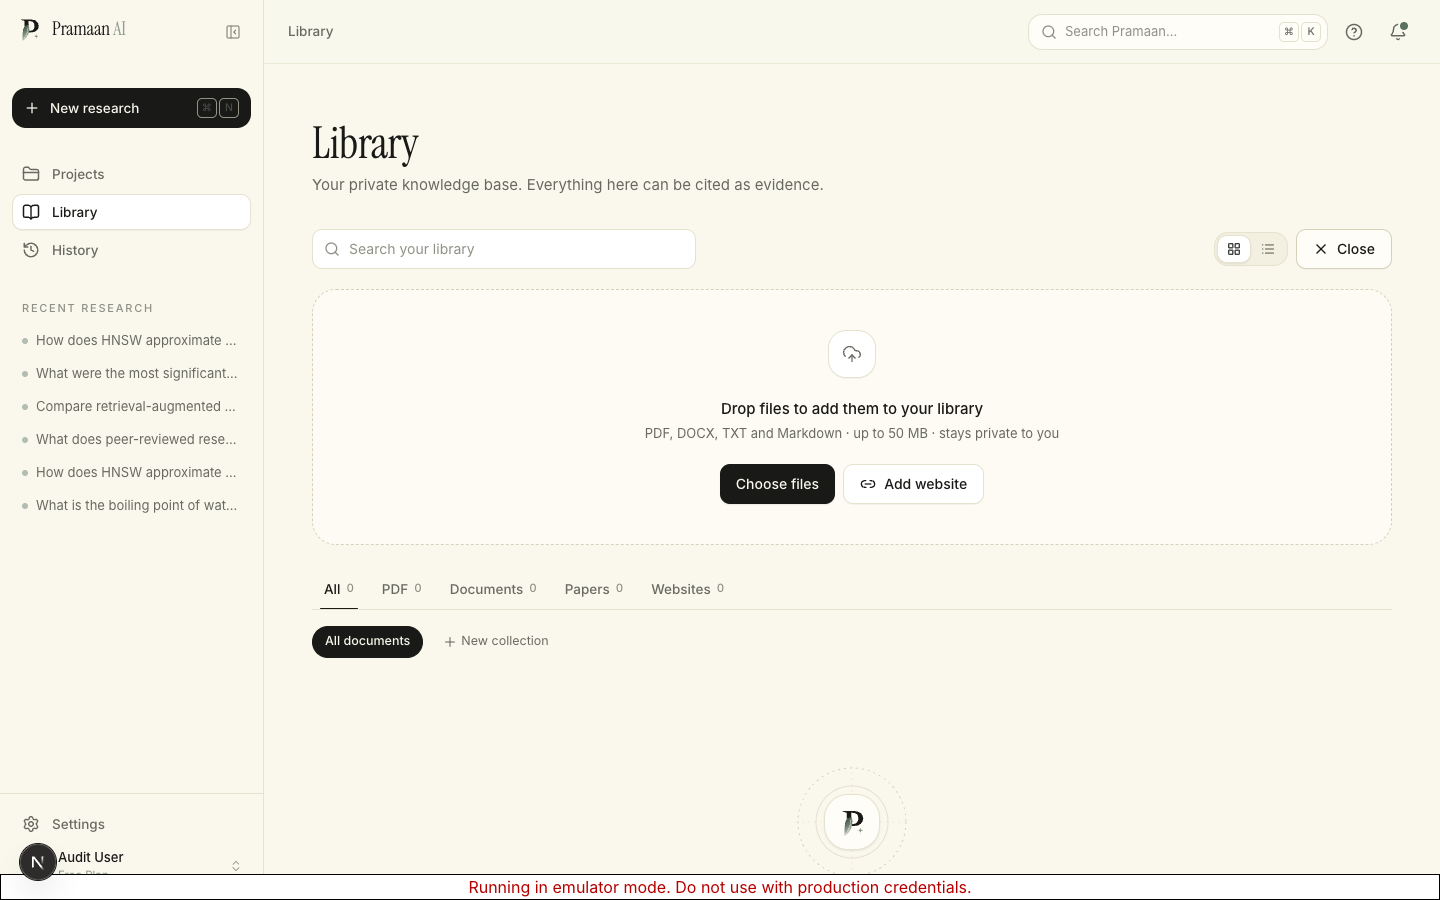 Pramaan AI
Library
Search Pramaan...
⌘ K
New research
⌘ N
Projects
Library
History
RECENT RESEARCH
How does HNSW approximate ...
What were the most significant...
Compare retrieval-augmented ...
What does peer-reviewed rese...
How does HNSW approximate ...
What is the boiling point of wat...
Settings
N
Audit User
Free Plan
Library
Your private knowledge base. Everything here can be cited as evidence.
Search your library
Close
Drop files to add them to your library
PDF, DOCX, TXT and Markdown · up to 50 MB · stays private to you
Choose files
Add website
All 0 PDF 0 Documents 0 Papers 0 Websites 0
All documents
New collection
P
Running in emulator mode. Do not use with production credentials.